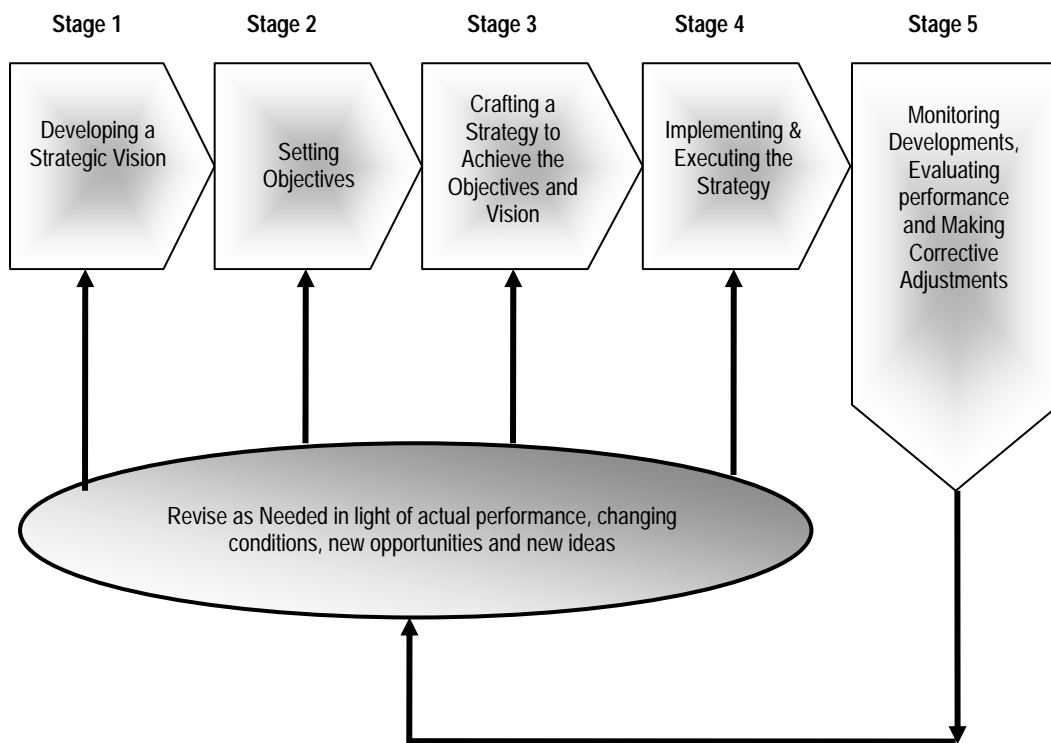 Stage 1
Stage 2
Stage 3
Stage 4
Stage 5
Developing a
Strategic Vision
Setting
Objectives
Crafting a
Strategy to
Achieve the
Objectives and
Vision
Implementing &
Executing the
Strategy
Monitoring
Developments,
Evaluating
performance
and Making
Corrective
Adjustments
Revise as Needed in light of actual performance, changing
conditions, new opportunities and new ideas